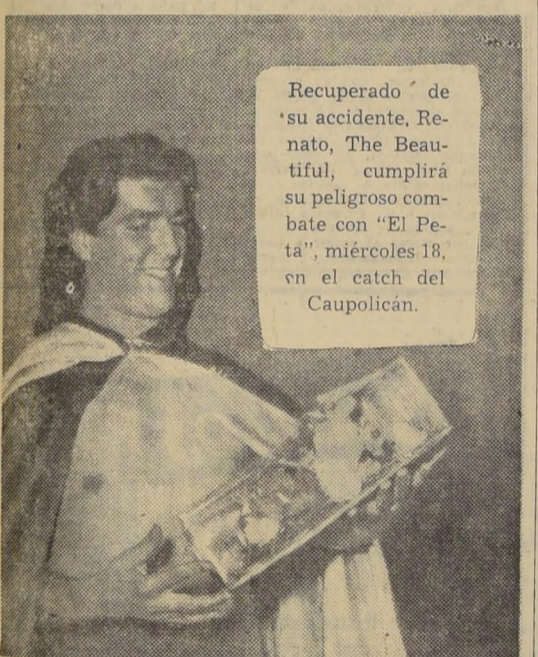 Recuperado de
su accidente, Re-
nato, The Beau-
tiful, cumplirá
su peligroso com-
bate con "El Pe-
ta", miércoles 18,
en el catch del
Caupolicán.